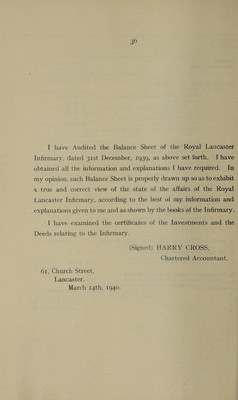 36
I have Audited the Balance Sheet of the Royal Lancaster
Infirmary, dated 31st December, 1939, as above set forth. I have
obtained all the information and explanations I have required. In
my opinion, such Balance Sheet is properly drawn up so as to exhibit
a true and correct view of the state of the affairs of the Royal
Lancaster Infirmary, according to the best of my information and
explanations given to me and as shown by the books of the Infirmary.
I have examined the certificates of the Investments and the
Deeds relating to the Infirmary.
(Signed) HARRY CROSS,
Chartered Accountant.
61, Church Street,
Lancaster.
March 14th, 1940.